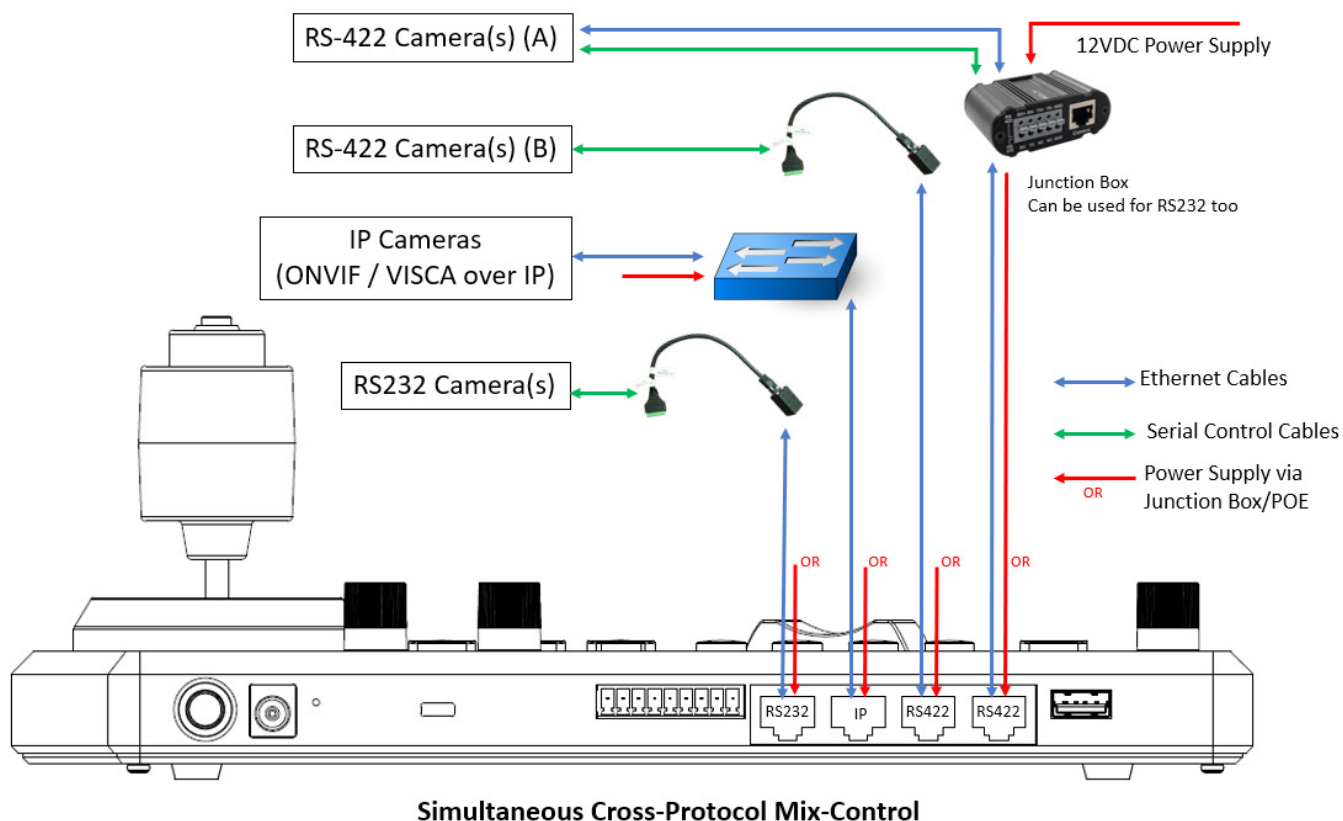 RS-422 Camera(s) (A)
12VDC Power Supply
RS-422 Camera(s) (B)
Junction Box
Can be used for RS232 too
IP Cameras
(ONVIF / VISCA over IP)
RS232 Camera(s)
Ethernet Cables
Serial Control Cables
Power Supply via
OR
Junction Box/POE
OR
OR
OR
OR
RS232
IP
RS422
RS422
Simultaneous Cross-Protocol Mix-Control